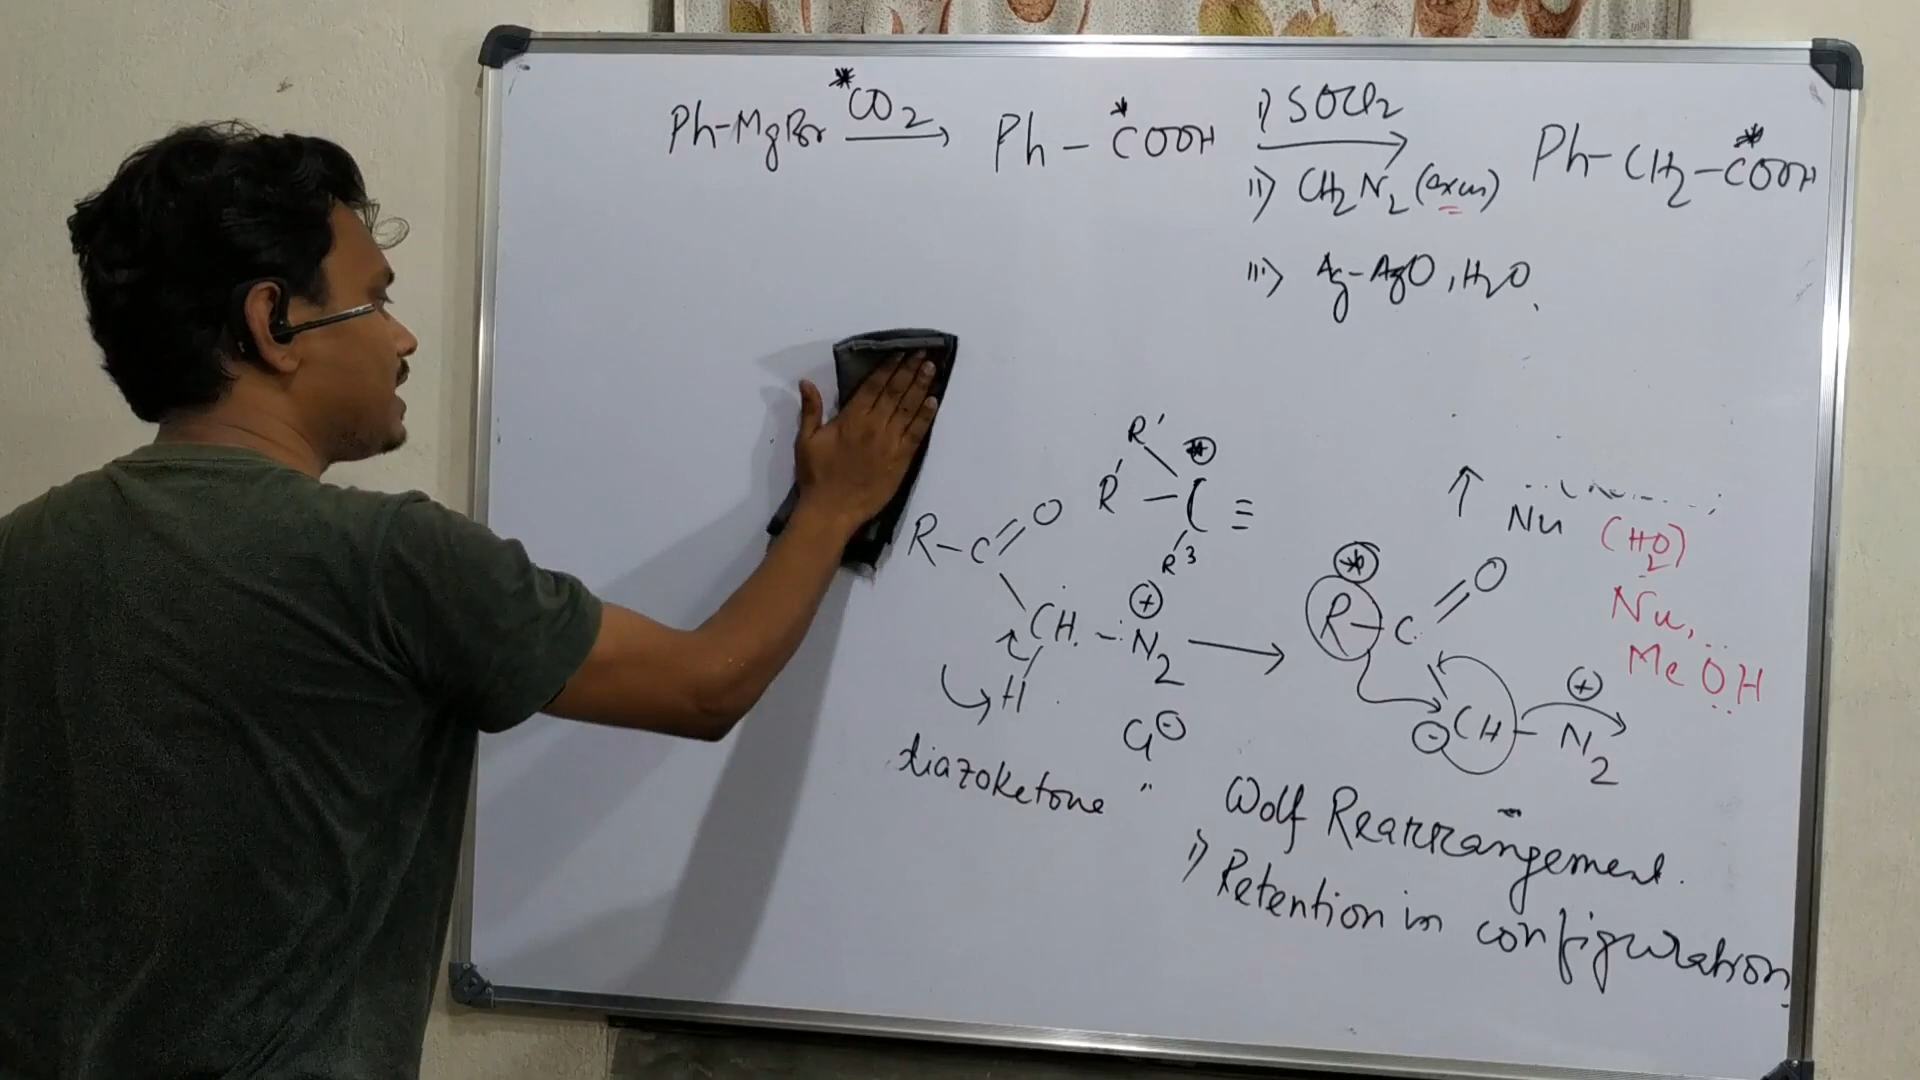 Ph-MgBr *CO2 → Ph - *COOH i) SOCl2 → Ph-CH2-*COOH
ii) CH2N2 (excess)
iii) Ag-AgO, H2O.
R'
R' - C ⊛ ≡
R3
R-C=O
CH - N2 ⊕ →
H
Cl⊖
diazoketone "
↑
Nu (H2O)
Nu,
MeOH
⊛
R-C=O
⊖CH - N2 ⊕
Wolf Rearrangement.
i) Retention in configuration.